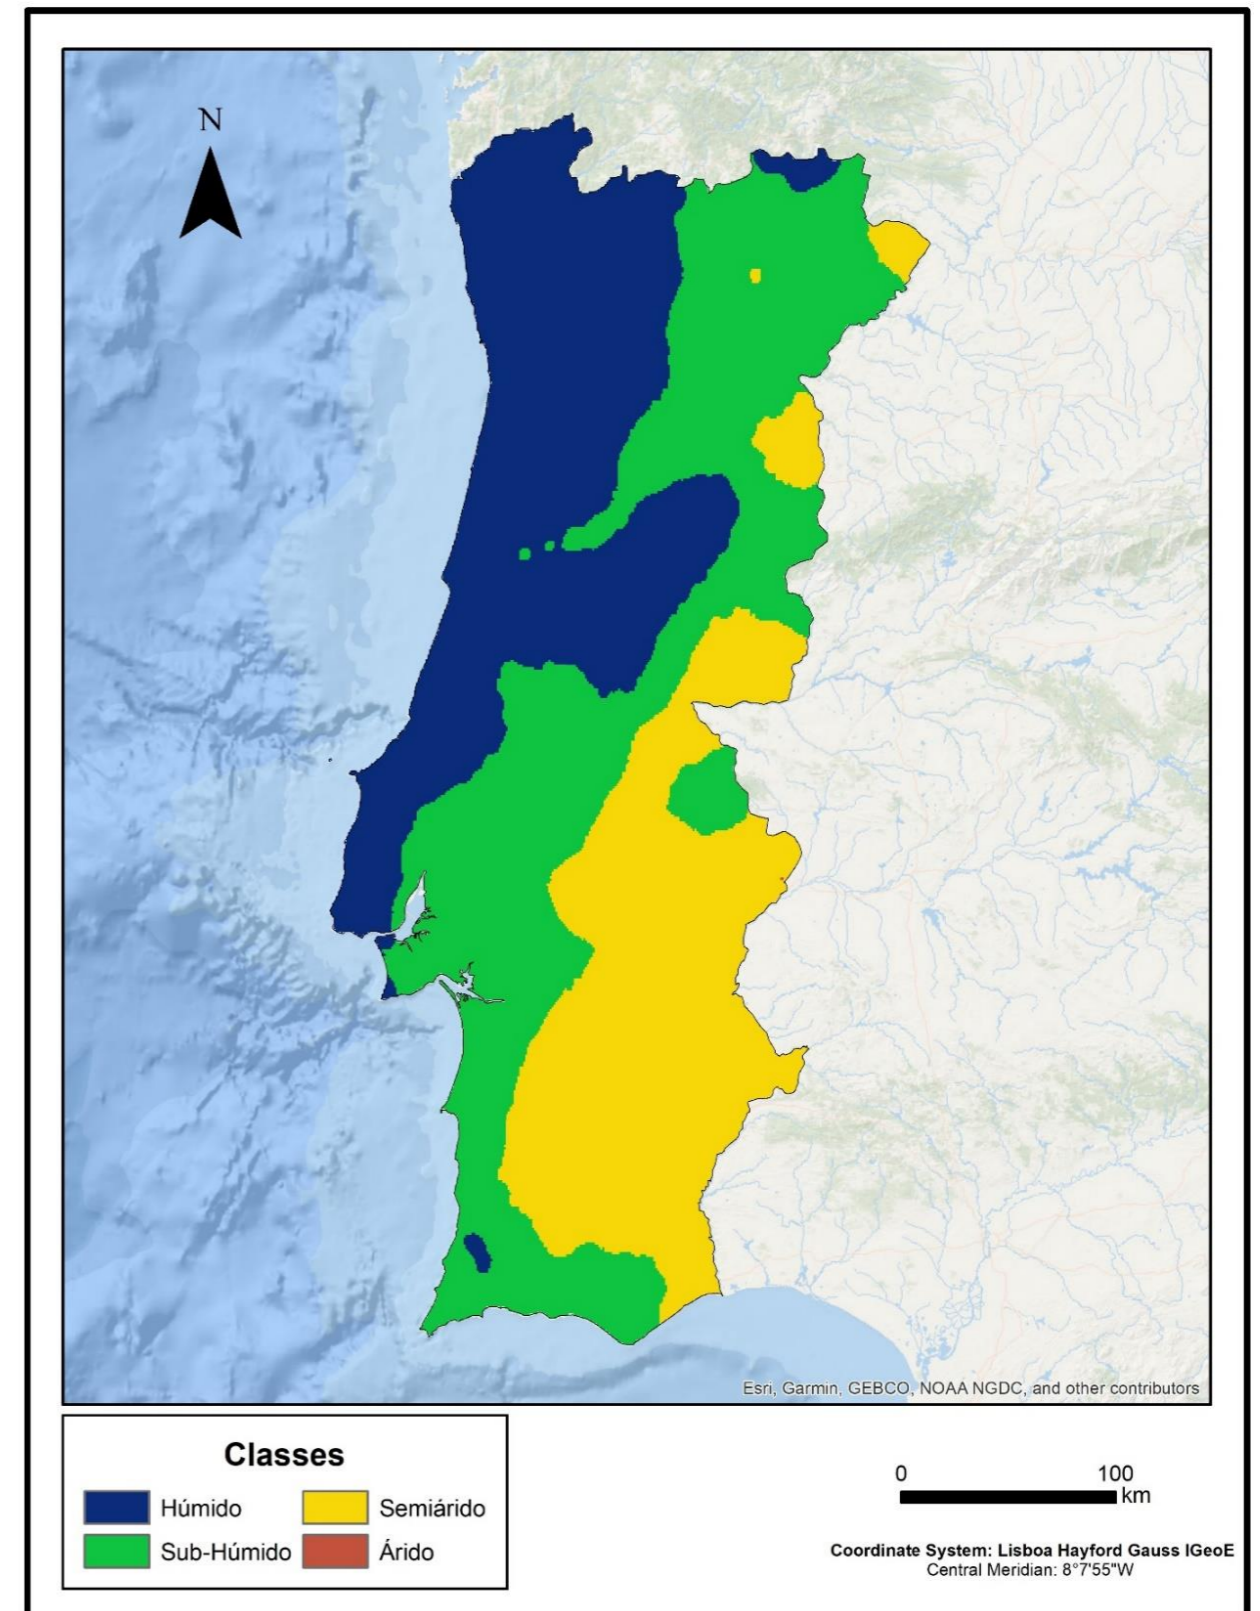 N
Esri, Garmin, GEBCO, NOAA NGDC, and other contributors
Classes
Húmido
Semiárido
Sub-Húmido
Árido
0
100
km
Coordinate System: Lisboa Hayford Gauss IGeoE
Central Meridian: 8°7'55"W